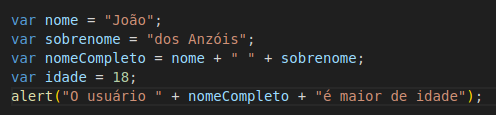 var nome = "João";
var sobrenome = "dos Anzóis";
var nomeCompleto = nome + " " + sobrenome;
var idade = 18;
alert("O usuário " + nomeCompleto + "é maior de idade");